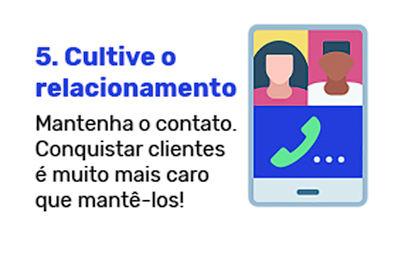 5. Cultive o
relacionamento
Mantenha o contato.
Conquistar clientes
é muito mais caro
que mantê-los!